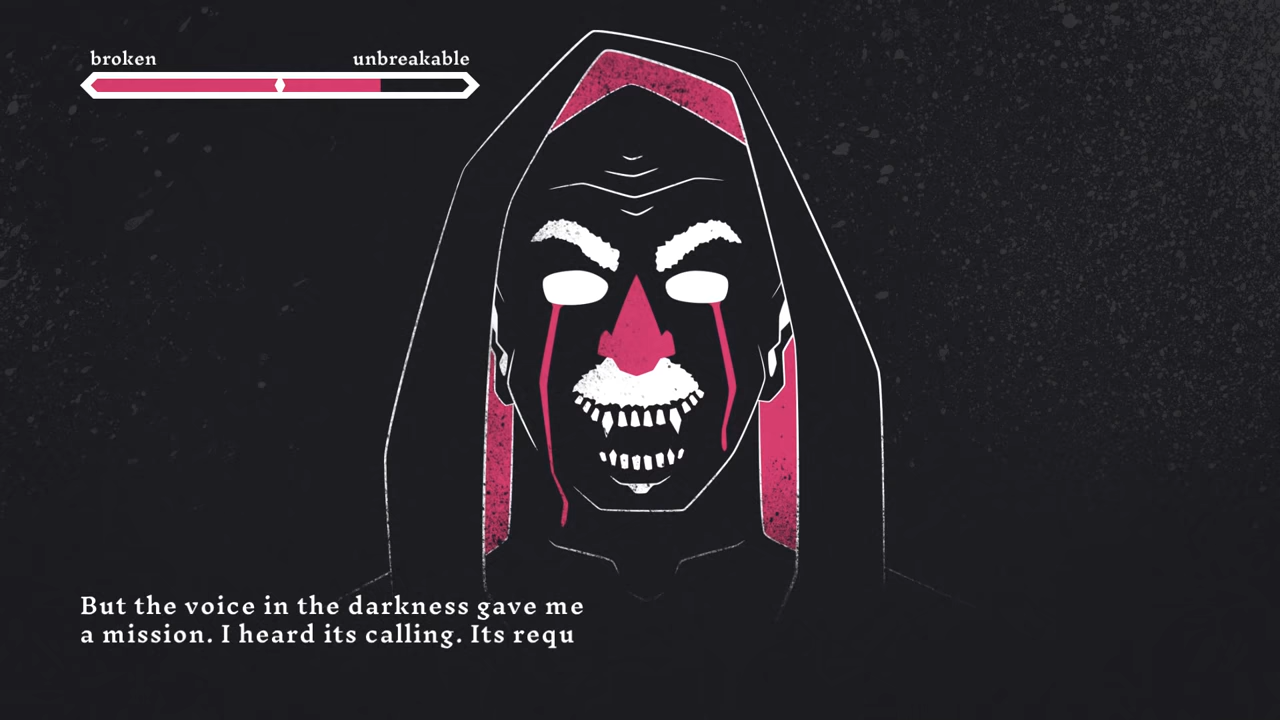 broken unbreakable
But the voice in the darkness gave me
a mission. I heard its calling. Its requ